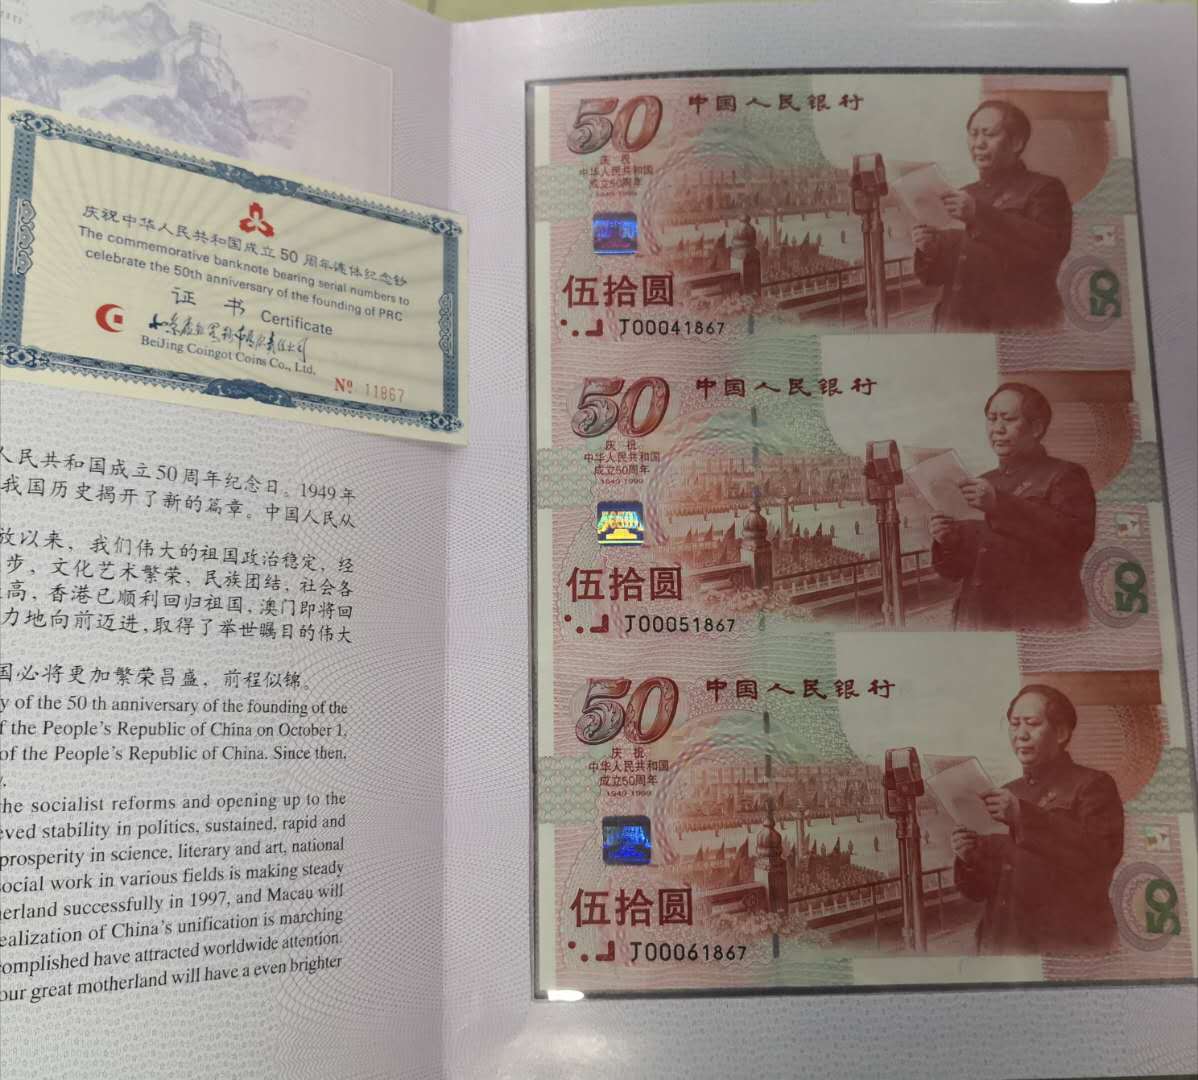 庆祝中华人民共和国成立50周年连体纪念钞
The commemorative banknote bearing serial numbers to
celebrate the 50th anniversary of the founding of PRC
证书 Certificate
BeiJing Coingot Coins Co., Ltd.
Nº 11867
人民共和国成立50周年纪念日。1949年
我国历史揭开了新的篇章。中国人民从
放以来，我们伟大的祖国政治稳定，经
步，文化艺术繁荣，民族团结，社会各
高，香港已顺利回归祖国，澳门即将回
力地向前迈进，取得了举世瞩目的伟大
国必将更加繁荣昌盛，前程似锦。
y of the 50 th anniversary of the founding of the
f the People's Republic of China on October 1,
of the People's Republic of China. Since then,
y.
he socialist reforms and opening up to the
eved stability in politics, sustained, rapid and
prosperity in science, literary and art, national
social work in various fields is making steady
herland successfully in 1997, and Macau will
ealization of China's unification is marching
complished have attracted worldwide attention.
our great motherland will have a even brighter
50 中国人民银行
庆祝
中华人民共和国
成立50周年
1949-1999
伍拾圆
50
J00041867
50 中国人民银行
庆祝
中华人民共和国
成立50周年
1949-1999
伍拾圆
50
J00051867
50 中国人民银行
庆祝
中华人民共和国
成立50周年
1949-1999
伍拾圆
50
J00061867